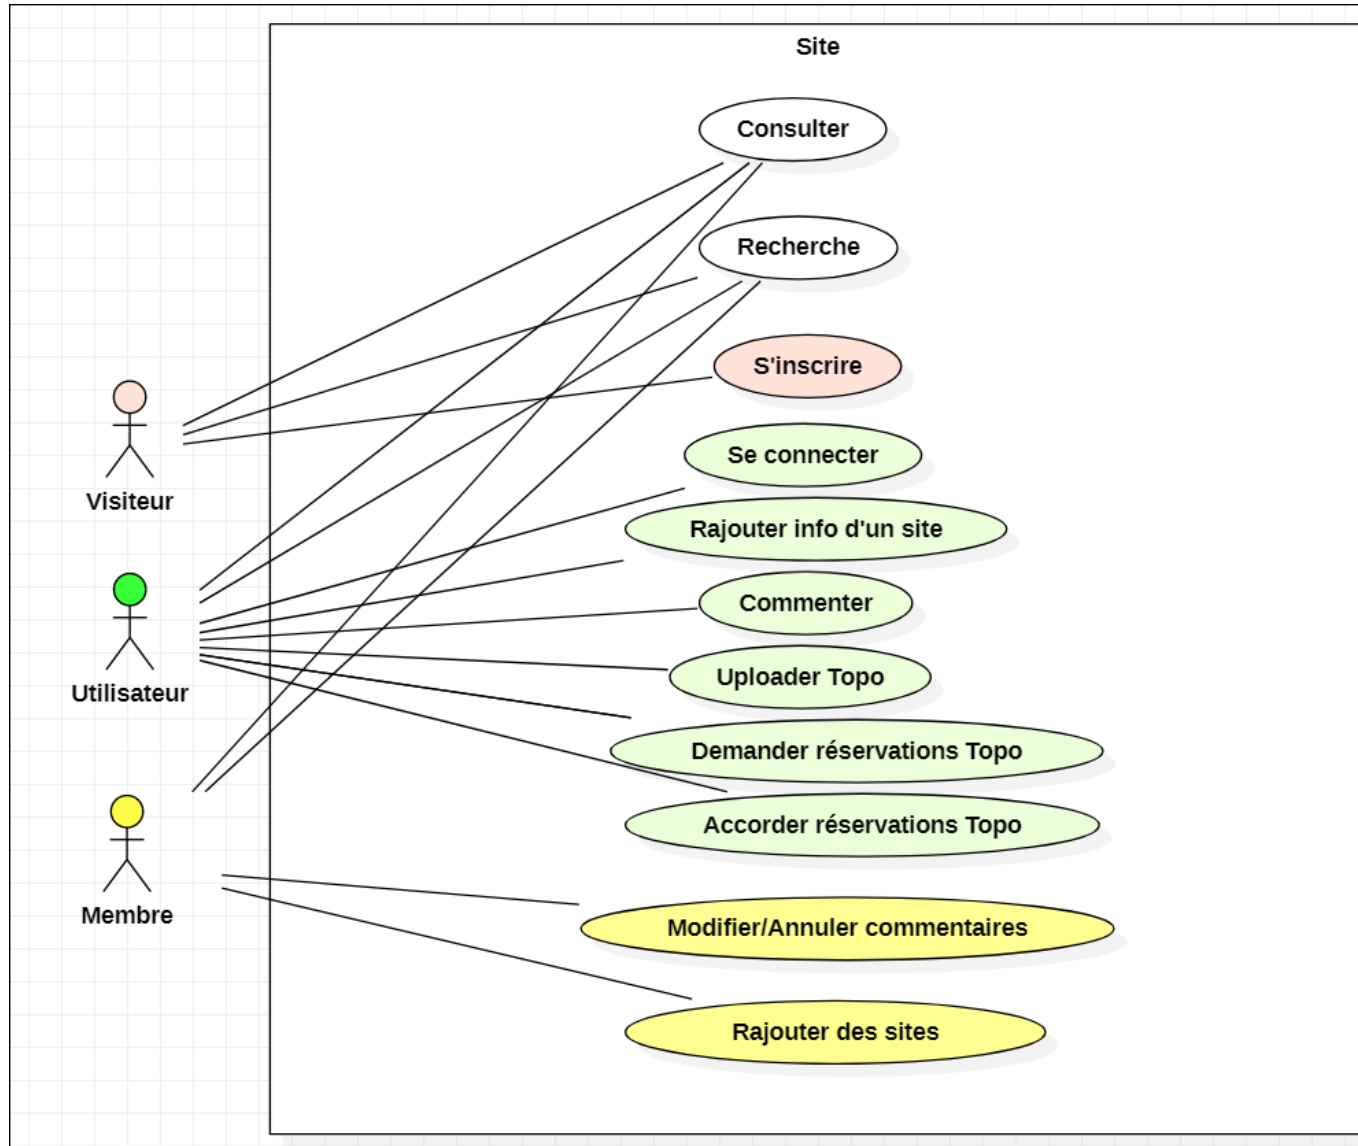 Site
Consulter
Recherche
S'inscrire
Se connecter
Rajouter info d'un site
Commenter
Uploader Topo
Demander réservations Topo
Accorder réservations Topo
Modifier/Annuler commentaires
Rajouter des sites
Visiteur
Utilisateur
Membre